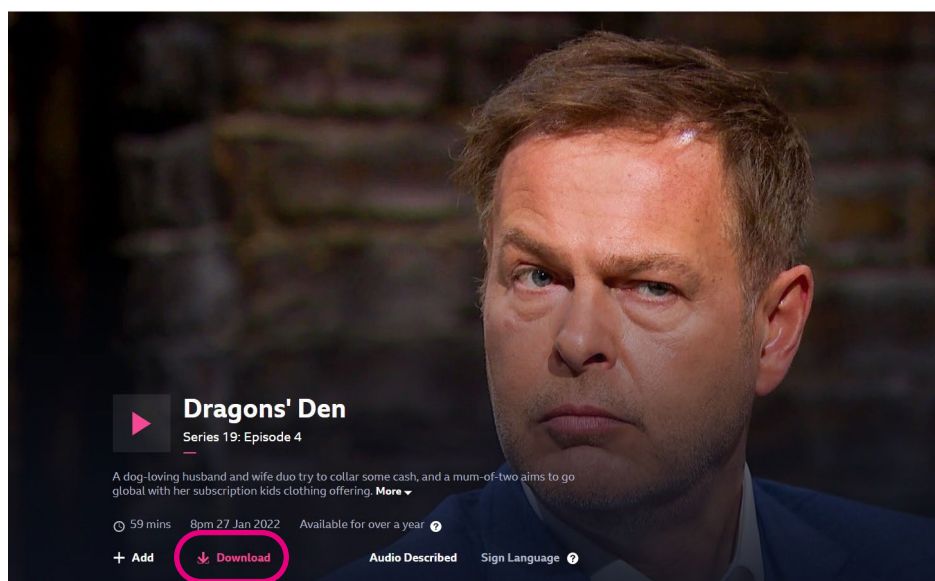 Dragons' Den
Series 19: Episode 4
A dog-loving husband and wife duo try to collar some cash, and a mum-of-two aims to go
global with her subscription kids clothing offering. More
59 mins 8pm 27 Jan 2022 Available for over a year ?
+ Add Download Audio Described Sign Language ?